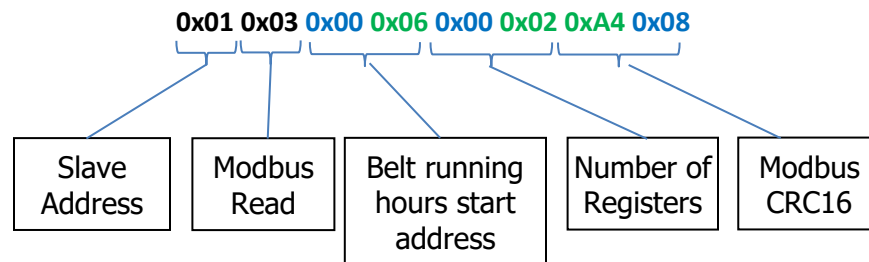 0x01 0x03 0x00 0x06 0x00 0x02 0xA4 0x08
Slave
Address
Modbus
Read
Belt running
hours start
address
Number of
Registers
Modbus
CRC16